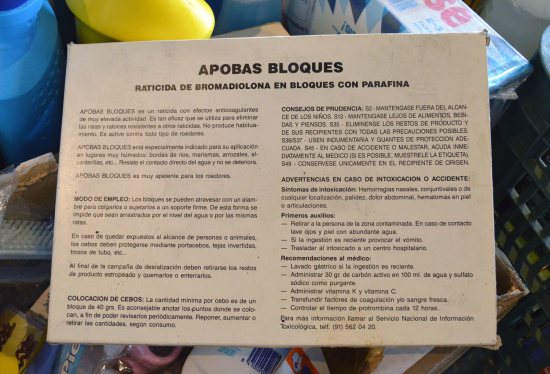 APOBAS BLOQUES
RATICIDA DE BROMADIOLONA EN BLOQUES CON PARAFINA
APOBAS BLOQUES es un raticida con efectos anticoagulantes
de muy elevada actividad. Es tan eficaz que se utiliza para eliminar
las ratas y ratones resistentes a otros raticidas. No produce habitua-
miento. Es activo contra todo tipo de roedores.
APOBAS BLOQUES está especialmente indicado para su aplicación
en lugares muy húmedos: bordes de ríos, marismas, arrozales, al-
cantarillas, etc... Resiste el contacto directo del agua y no se deteriora.
APOBAS BLOQUES es muy apetente para los roedores.
MODO DE EMPLEO: Los bloques se pueden atravesar con un alam-
bre para colgarlos o sujetarlos a un soporte firme. De esta forma se
impide que sean arrastrados por el nivel del agua o por las mismas
ratas.
En caso de quedar expuestos al alcance de personas o animales,
los cebos deben protegerse mediante portacebos, tejas invertidas,
trozos de tubo, etc...
Al final de la campaña de desratización deben retirarse los restos
de producto estropeado y quemarlos o enterrarlos.
COLOCACION DE CEBOS: La cantidad mínima por cebo es de un
bloque de 40 grs. Es aconsejable anotar los puntos donde se colo-
can, a fin de poder revisarlos periódicamente. Reponer, aumentar o
retirar las cantidades, según consumo.
CONSEJOS DE PRUDENCIA: S2 - MANTENGASE FUERA DEL ALCAN-
CE DE LOS NIÑOS. S13 - MANTENGASE LEJOS DE ALIMENTOS, BEBI-
DAS Y PIENSOS. S35 - ELIMINENSE LOS RESTOS DE PRODUCTO Y
DE SUS RECIPIENTES CON TODAS LAS PRECAUCIONES POSIBLES.
S36/S37 - USEN INDUMENTARIA Y GUANTES DE PROTECCION ADE-
CUADA. S45 - EN CASO DE ACCIDENTE O MALESTAR, ACUDA INME-
DIATAMENTE AL MEDICO (SI ES POSIBLE, MUESTRELE LA ETIQUETA).
S49 - CONSERVESE UNICAMENTE EN EL RECIPIENTE DE ORIGEN.
ADVERTENCIAS EN CASO DE INTOXICACION O ACCIDENTE:
Síntomas de intoxicación: Hemorragias nasales, conjuntivales o de
cualquier localización, palidez, dolor abdominal, hematomas en piel
o articulaciones.
Primeros auxilios:
— Retirar a la persona de la zona contaminada. En caso de contacto
lave ojos y piel con abundante agua.
— Si la ingestión es reciente provocar el vómito.
— Trasladar al intoxicado a un centro hospitalario.
Recomendaciones al médico:
— Lavado gástrico si la ingestión es reciente.
— Administrar 30 gr. de carbón activo en 100 ml. de agua y sulfato
sódico como purgante.
— Administrar vitamina K y vitamina C.
— Transfundir factores de coagulación y/o sangre fresca.
— Controlar el tiempo de protrombina cada 12 horas.
Para más información llamar al Servicio Nacional de Información
Toxicológica, telf: (91) 562 04 20.